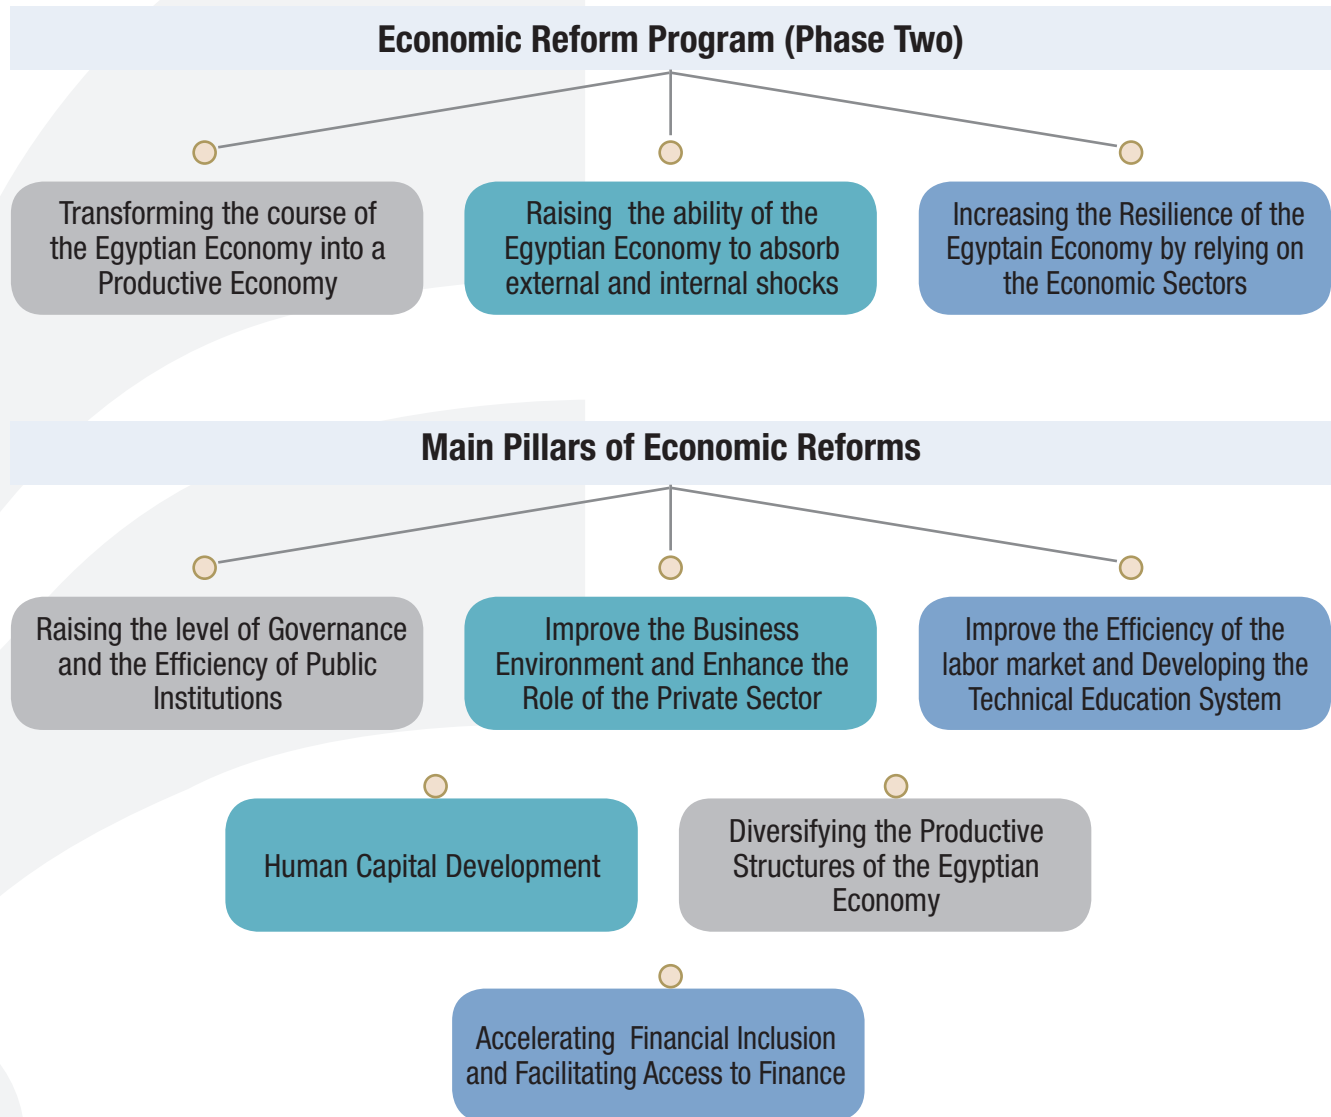 Economic Reform Program (Phase Two)
Transforming the course of
the Egyptian Economy into a
Productive Economy
Raising the ability of the
Egyptian Economy to absorb
external and internal shocks
Increasing the Resilience of the
Egyptain Economy by relying on
the Economic Sectors
Main Pillars of Economic Reforms
Raising the level of Governance
and the Efficiency of Public
Institutions
Improve the Business
Environment and Enhance the
Role of the Private Sector
Improve the Efficiency of the
labor market and Developing the
Technical Education System
Human Capital Development
Diversifying the Productive
Structures of the Egyptian
Economy
Accelerating Financial Inclusion
and Facilitating Access to Finance